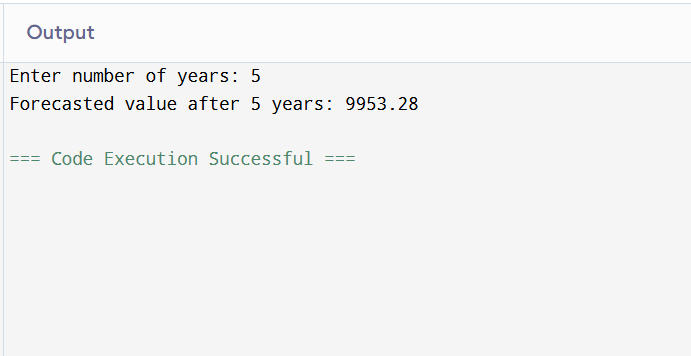 Output
Enter number of years: 5
Forecasted value after 5 years: 9953.28
=== Code Execution Successful ===